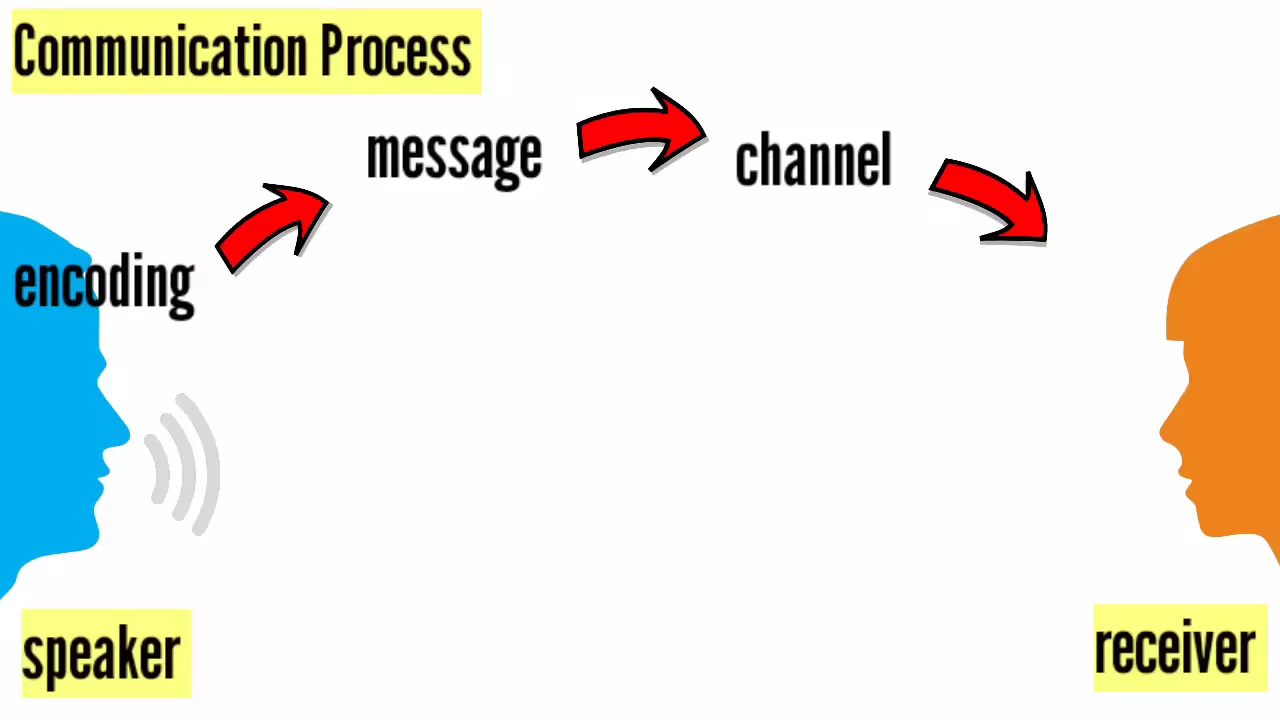 Communication Process
message
channel
encoding
speaker
receiver